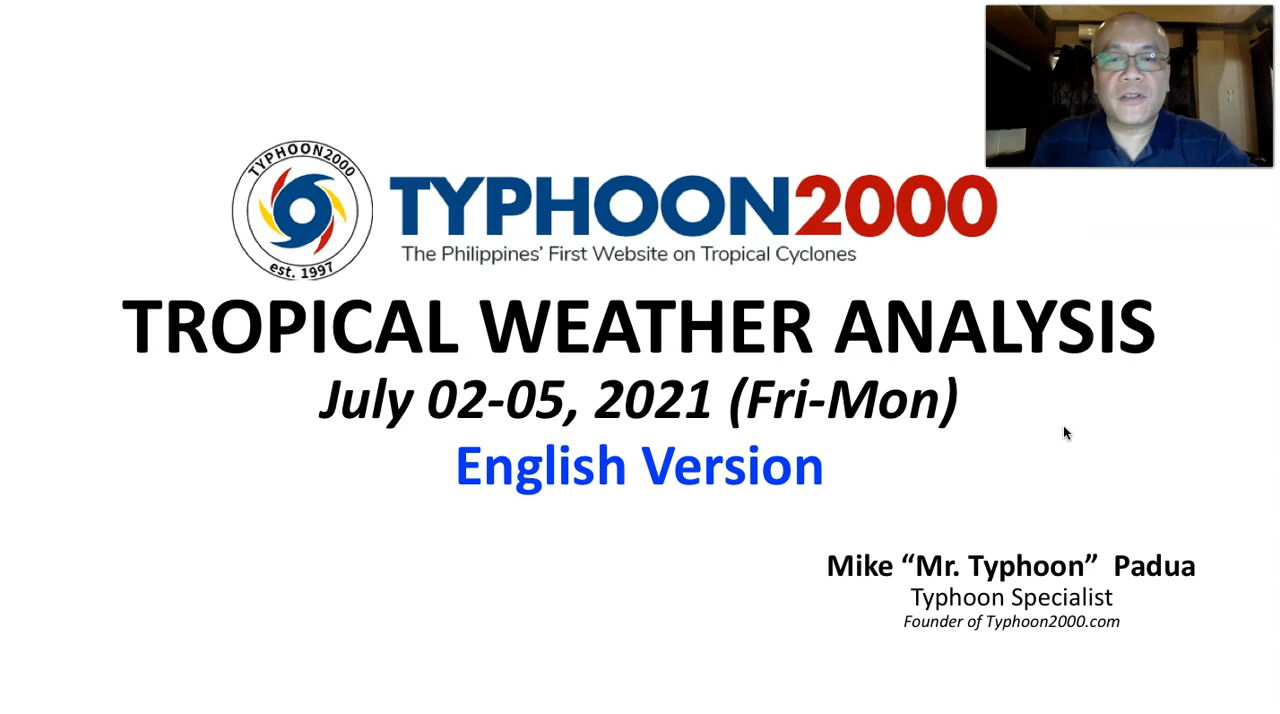 TYPHOON2000
est. 1997
TYPHOON2000
The Philippines' First Website on Tropical Cyclones
TROPICAL WEATHER ANALYSIS
July 02-05, 2021 (Fri-Mon)
English Version
Mike “Mr. Typhoon”  Padua
Typhoon Specialist
Founder of Typhoon2000.com